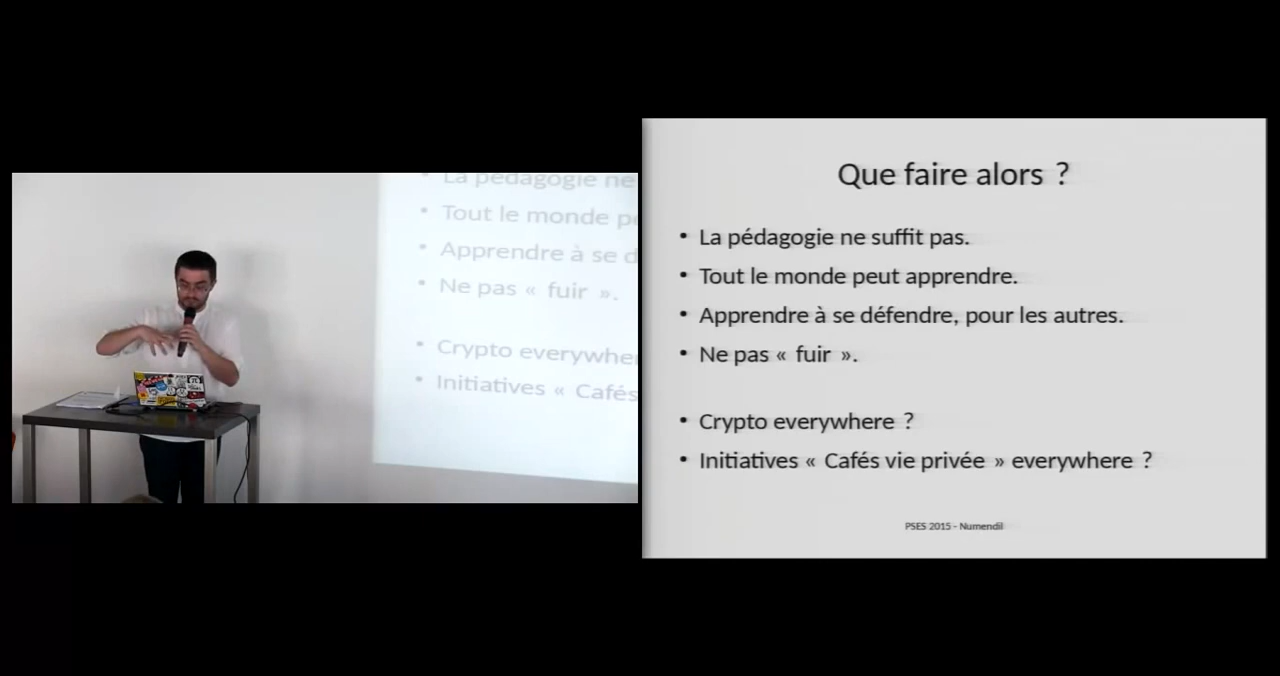 La pédagogie ne
Tout le monde
Apprendre à se
Ne pas « fuir ».
Crypto
Initiatives « Cafés
Que faire alors ?
• La pédagogie ne suffit pas.
• Tout le monde peut apprendre.
• Apprendre à se défendre, pour les autres.
• Ne pas « fuir ».
• Crypto everywhere ?
• Initiatives « Cafés vie privée » everywhere ?
PSES 2015 - Numendil